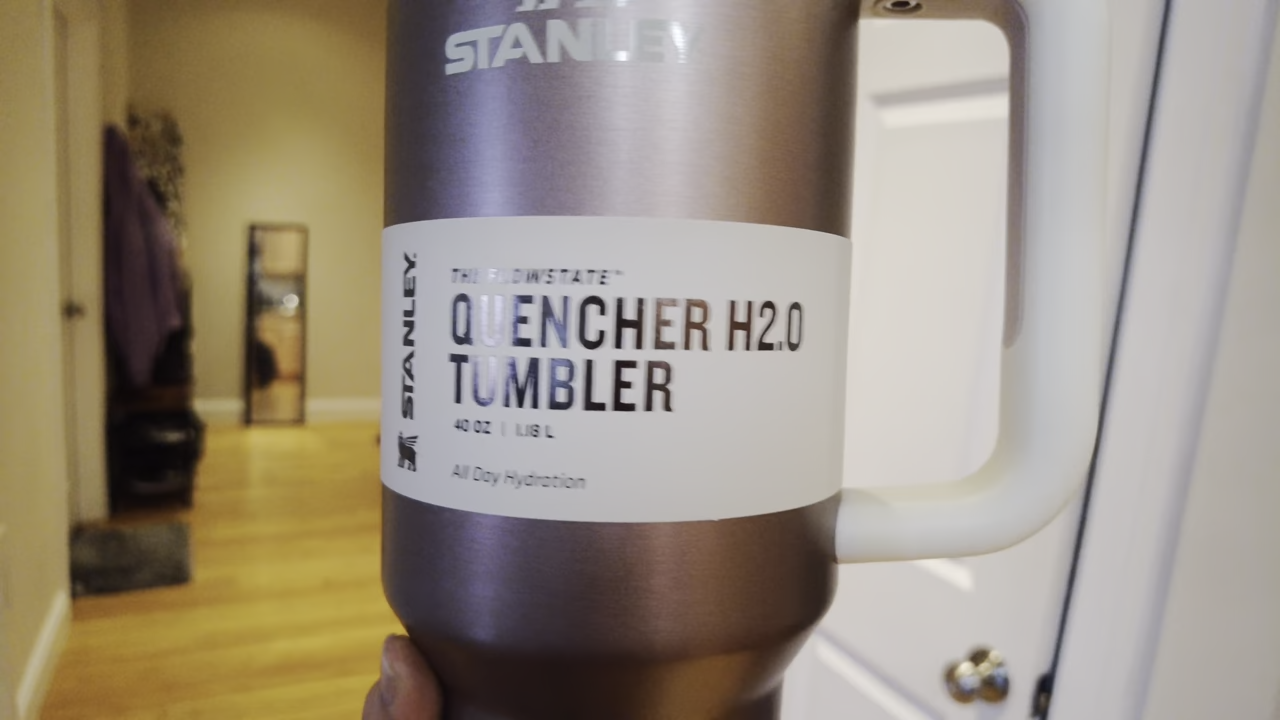 STANLEY
STANLEY
THE FLOWSTATE™
QUENCHER H2.0
TUMBLER
40 OZ | 1.18 L
All Day Hydration